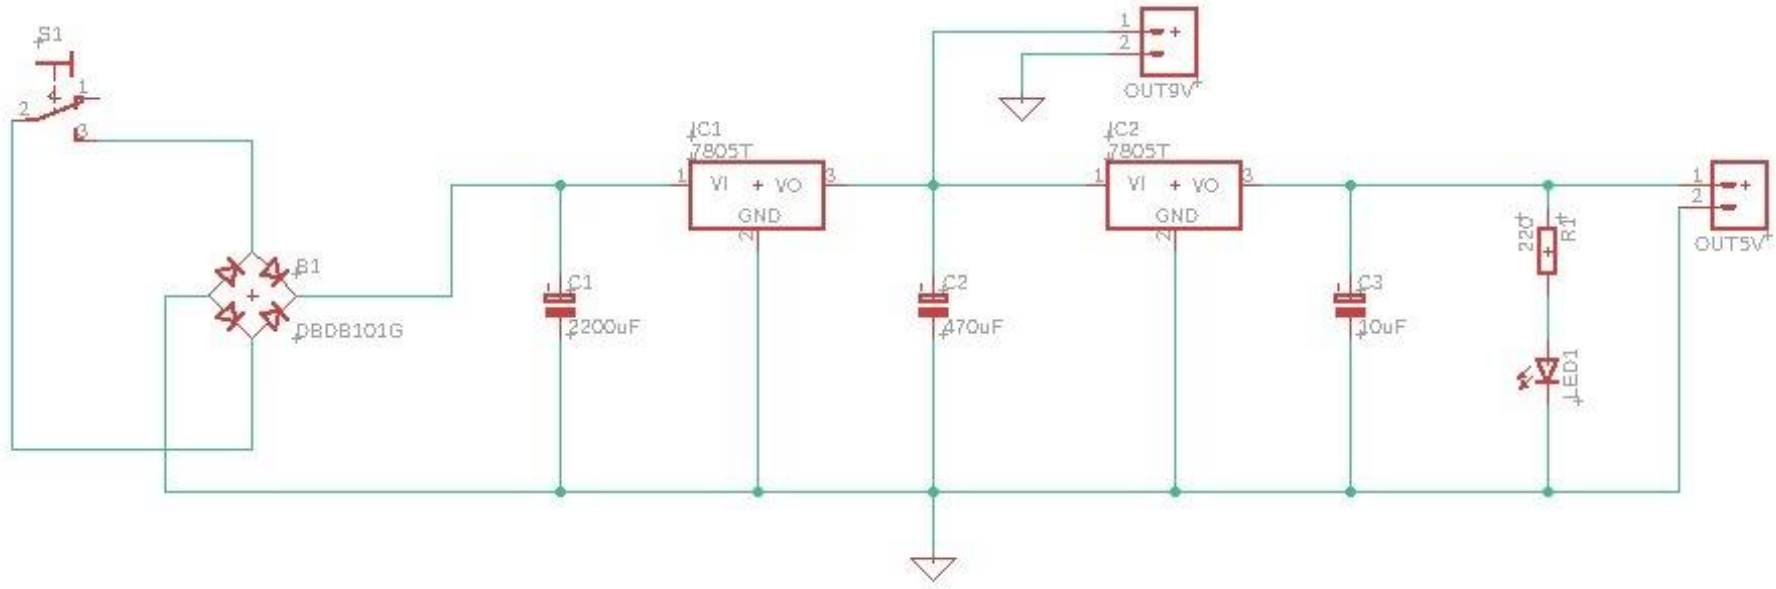 S1
1
2
3
B1
DBDB101G
C1
2200uF
IC1
7805T
1
VI
VO
3
GND
2
C2
470uF
1
2
OUT9V
IC2
7805T
1
VI
VO
3
GND
2
C3
10uF
220
R1
LED1
1
2
OUT5V